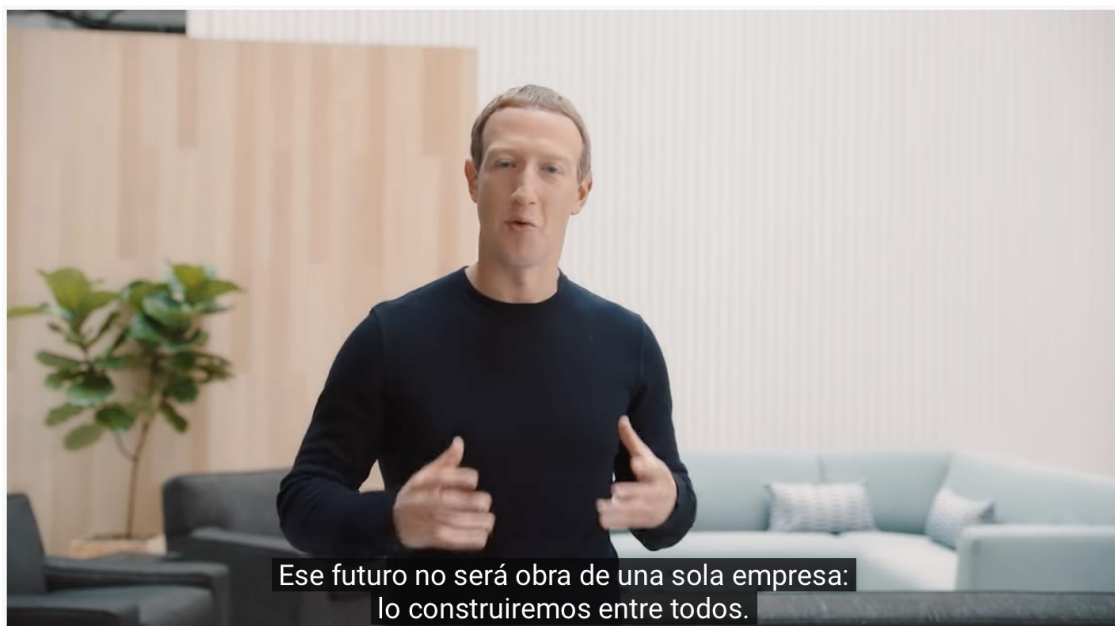 Ese futuro no será obra de una sola empresa:
lo construiremos entre todos.